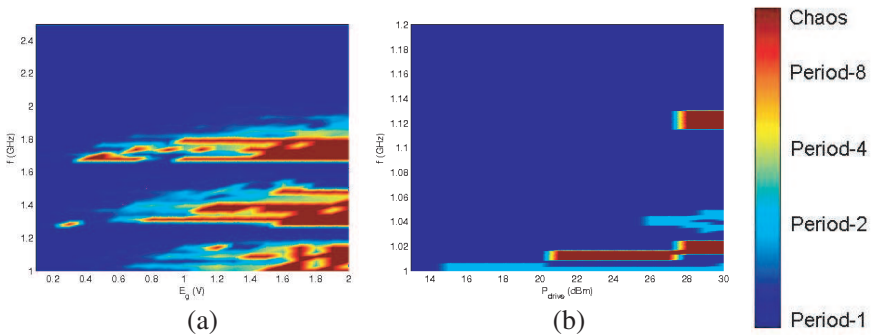 2.4
2.2
2
1.8
1.6
1.4
1.2
1
f (GHz)
0.2 0.4 0.6 0.8 1 1.2 1.4 1.6 1.8 2
E_g (V)
(a)
1.2
1.18
1.16
1.14
1.12
1.1
1.08
1.06
1.04
1.02
1
f (GHz)
14 16 18 20 22 24 26 28 30
P_drive (dBm)
(b)
Chaos
Period-8
Period-4
Period-2
Period-1